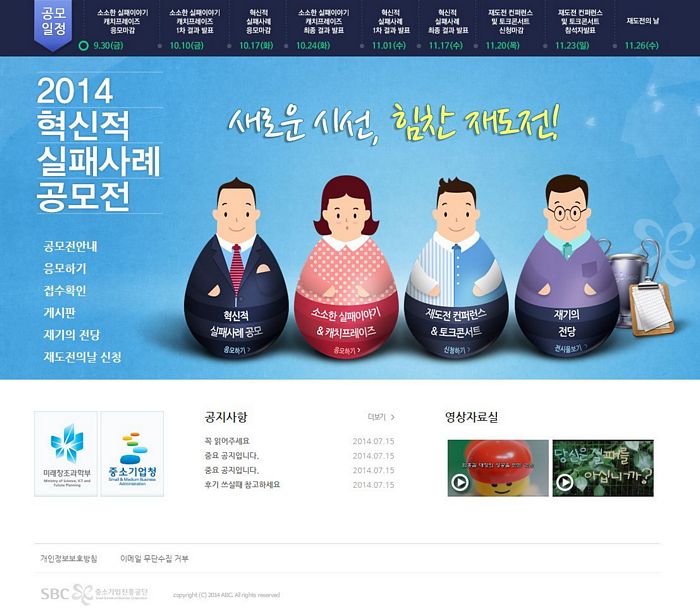 공모
일정
소소한 실패이야기
캐치프레이즈
응모마감
9.30(금)
소소한 실패이야기
캐치프레이즈
1차 결과 발표
10.10(금)
혁신적
실패사례
응모마감
10.17(화)
소소한 실패이야기
캐치프레이즈
최종 결과 발표
10.24(화)
혁신적
실패사례
1차 결과 발표
11.01(수)
혁신적
실패사례
최종 결과 발표
11.17(수)
재도전 컨퍼런스
및 토크콘서트
신청마감
11.20(목)
재도전 컨퍼런스
및 토크콘서트
참석자발표
11.23(일)
재도전의 날
11.26(수)
2014
혁신적
실패사례
공모전
새로운 시선, 힘찬 재도전!
공모전안내
응모하기
접수확인
게시판
재기의 전당
재도전의날 신청
혁신적
실패사례 공모
응모하기 >
소소한 실패이야기
& 캐치프레이즈
응모하기 >
재도전 컨퍼런스
& 토크콘서트
신청하기 >
재기의
전당
전시물보기 >
미래창조과학부
Ministry of Science, ICT and
Future Planning
중소기업청
Small & Medium Business
Administration
공지사항
더보기 >
꼭 읽어주세요 2014.07.15
중요 공지입니다. 2014.07.15
중요 공지입니다. 2014.07.15
후기 쓰실때 참고하세요 2014.07.15
영상자료실
당신은 잘패를
아십니까?
개인정보보호방침
이메일 무단수집 거부
SBC 중소기업진흥공단
copyright (C) 2014 ABC. All rights reserved